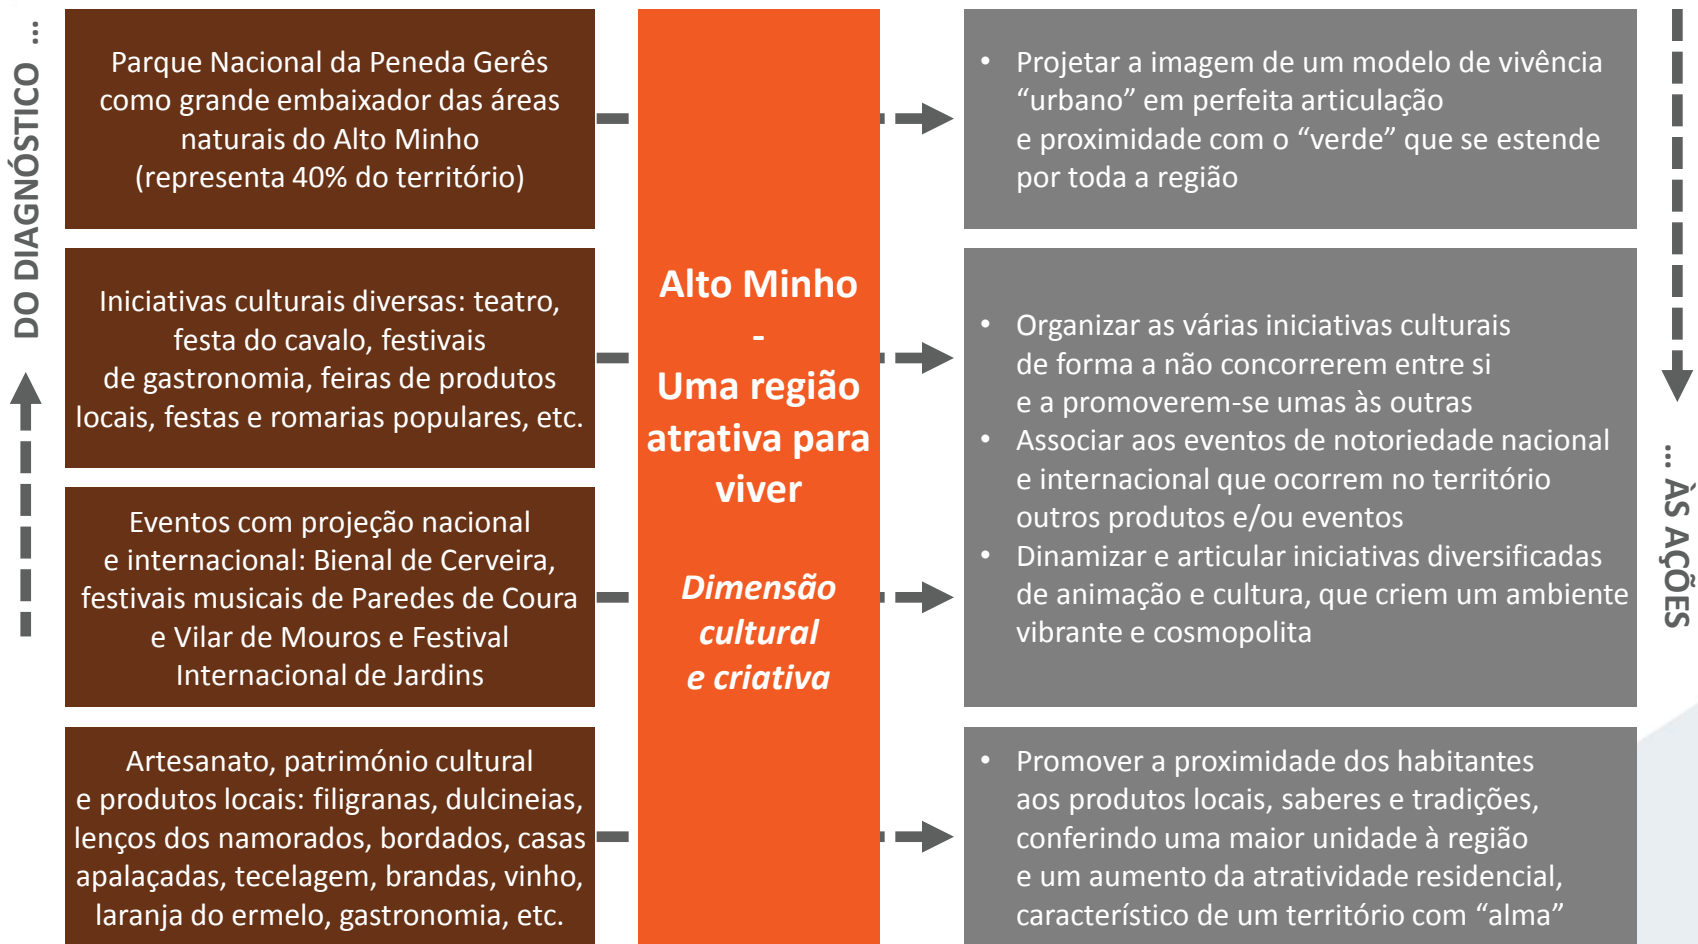 DO DIAGNÓSTICO ...
Parque Nacional da Peneda Gerês
como grande embaixador das áreas
naturais do Alto Minho
(representa 40% do território)
Iniciativas culturais diversas: teatro,
festa do cavalo, festivais
de gastronomia, feiras de produtos
locais, festas e romarias populares, etc.
Eventos com projeção nacional
e internacional: Bienal de Cerveira,
festivais musicais de Paredes de Coura
e Vilar de Mouros e Festival
Internacional de Jardins
Artesanato, património cultural
e produtos locais: filigranas, dulcineias,
lenços dos namorados, bordados, casas
apalaçadas, tecelagem, brandas, vinho,
laranja do ermelo, gastronomia, etc.
Alto Minho
-
Uma região
atrativa para
viver
Dimensão
cultural
e criativa
• Projetar a imagem de um modelo de vivência
“urbano” em perfeita articulação
e proximidade com o “verde” que se estende
por toda a região
• Organizar as várias iniciativas culturais
de forma a não concorrerem entre si
e a promoverem-se umas às outras
• Associar aos eventos de notoriedade nacional
e internacional que ocorrem no território
outros produtos e/ou eventos
• Dinamizar e articular iniciativas diversificadas
de animação e cultura, que criem um ambiente
vibrante e cosmopolita
• Promover a proximidade dos habitantes
aos produtos locais, saberes e tradições,
conferindo uma maior unidade à região
e um aumento da atratividade residencial,
característico de um território com “alma”
... ÀS AÇÕES